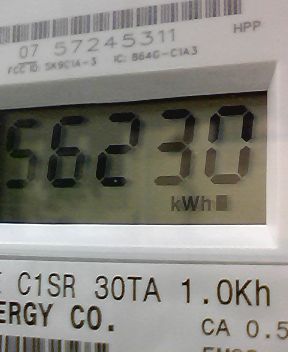 07 57245311
HPP
FCC ID: SK9C1A-3 IC: 864G-C1A3
56230
kWh
C1SR 30TA 1.0Kh
ERGY CO.
CA 0.5